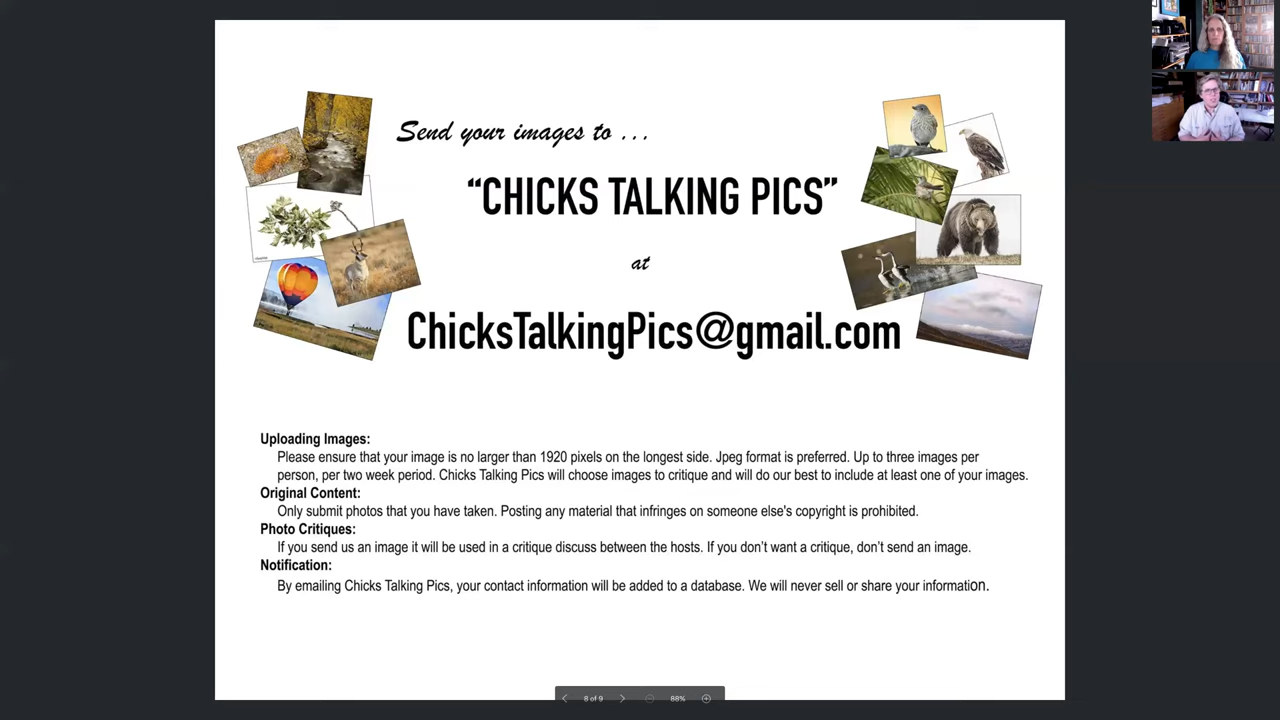 Send your images to ...
“CHICKS TALKING PICS”
at
ChicksTalkingPics@gmail.com
Uploading Images:
Please ensure that your image is no larger than 1920 pixels on the longest side. Jpeg format is preferred. Up to three images per
person, per two week period. Chicks Talking Pics will choose images to critique and will do our best to include at least one of your images.
Original Content:
Only submit photos that you have taken. Posting any material that infringes on someone else's copyright is prohibited.
Photo Critiques:
If you send us an image it will be used in a critique discuss between the hosts. If you don’t want a critique, don’t send an image.
Notification:
By emailing Chicks Talking Pics, your contact information will be added to a database. We will never sell or share your information.
8 of 9
68%